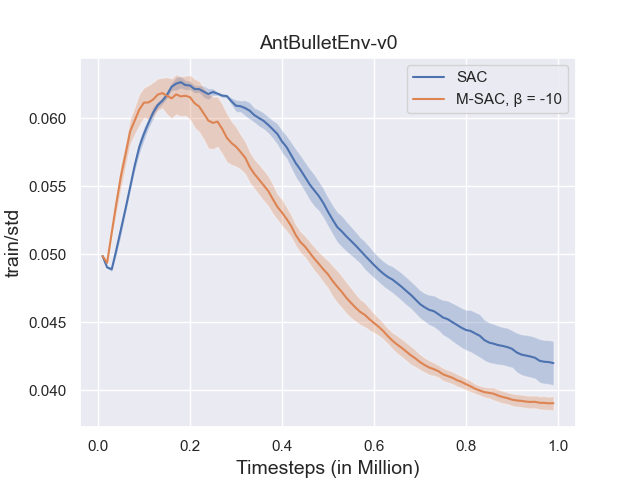 AntBulletEnv-v0
SAC
M-SAC, β = -10
train/std
0.060
0.055
0.050
0.045
0.040
0.0 0.2 0.4 0.6 0.8 1.0
Timesteps (in Million)